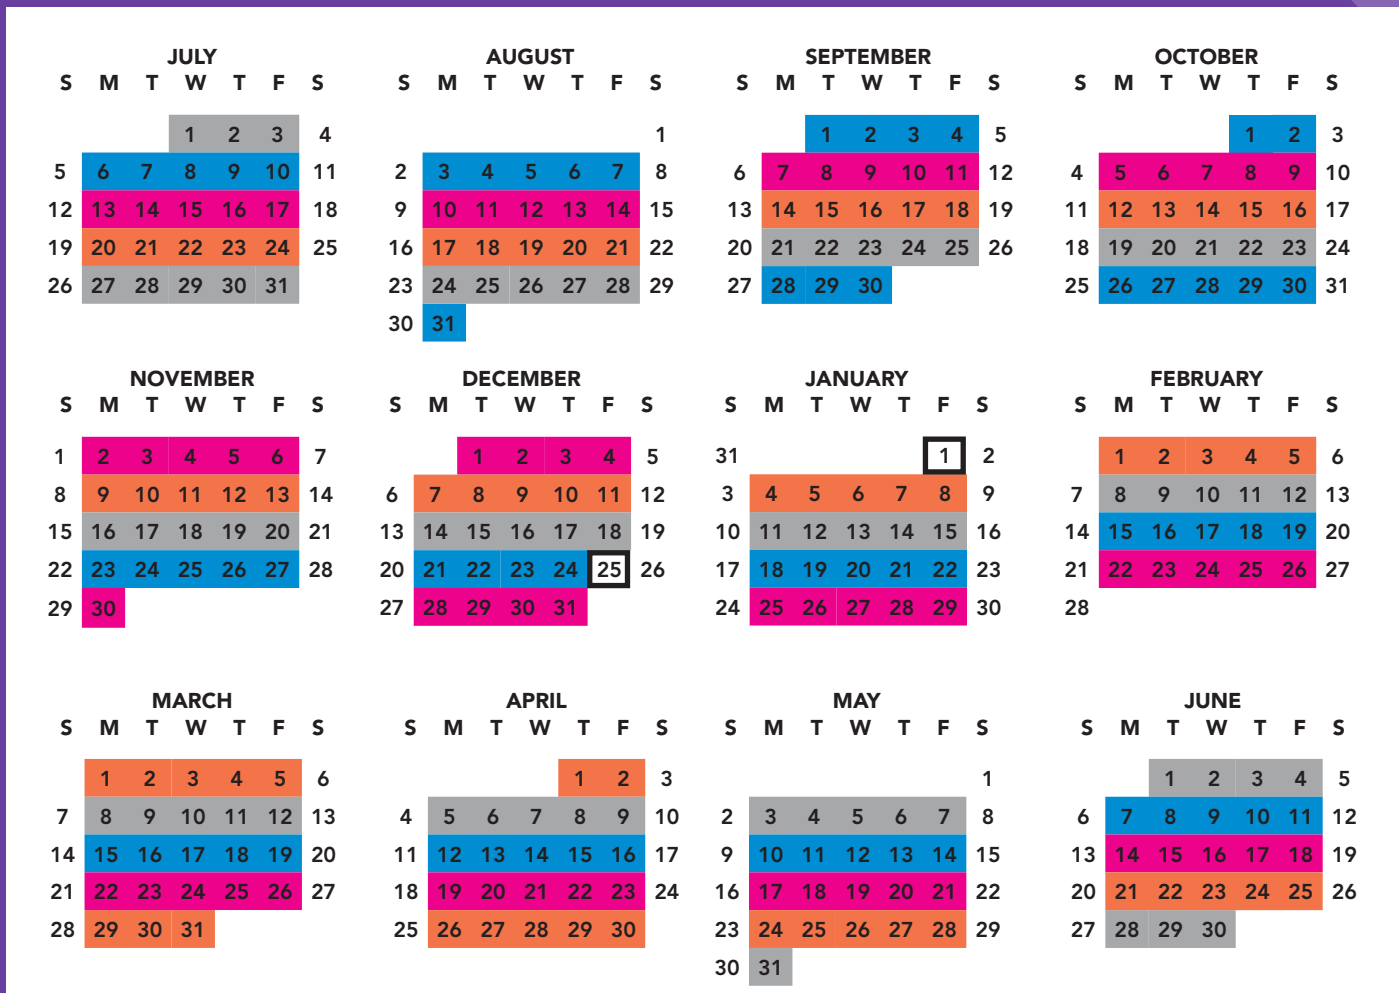 JULY AUGUST SEPTEMBER OCTOBER
S M T W T F S S M T W T F S S M T W T F S S M T W T F S
1 2 3 4 1 1 2 3 4 5 1 2 3
5 6 7 8 9 10 11 2 3 4 5 6 7 8 6 7 8 9 10 11 12 4 5 6 7 8 9 10
12 13 14 15 16 17 18 9 10 11 12 13 14 15 13 14 15 16 17 18 19 11 12 13 14 15 16 17
19 20 21 22 23 24 25 16 17 18 19 20 21 22 20 21 22 23 24 25 26 18 19 20 21 22 23 24
26 27 28 29 30 31 23 24 25 26 27 28 29 27 28 29 30 25 26 27 28 29 30 31
30 31
NOVEMBER DECEMBER JANUARY FEBRUARY
S M T W T F S S M T W T F S S M T W T F S S M T W T F S
1 2 3 4 5 6 7 1 2 3 4 5 31 1 2 1 2 3 4 5 6
8 9 10 11 12 13 14 6 7 8 9 10 11 12 3 4 5 6 7 8 9 7 8 9 10 11 12 13
15 16 17 18 19 20 21 13 14 15 16 17 18 19 10 11 12 13 14 15 16 14 15 16 17 18 19 20
22 23 24 25 26 27 28 20 21 22 23 24 25 26 17 18 19 20 21 22 23 21 22 23 24 25 26 27
29 30 27 28 29 30 31 24 25 26 27 28 29 30 28
MARCH APRIL MAY JUNE
S M T W T F S S M T W T F S S M T W T F S S M T W T F S
1 2 3 4 5 6 1 2 3 1 1 2 3 4 5
7 8 9 10 11 12 13 4 5 6 7 8 9 10 2 3 4 5 6 7 8 6 7 8 9 10 11 12
14 15 16 17 18 19 20 11 12 13 14 15 16 17 9 10 11 12 13 14 15 13 14 15 16 17 18 19
21 22 23 24 25 26 27 18 19 20 21 22 23 24 16 17 18 19 20 21 22 20 21 22 23 24 25 26
28 29 30 31 25 26 27 28 29 30 23 24 25 26 27 28 29 27 28 29 30
30 31